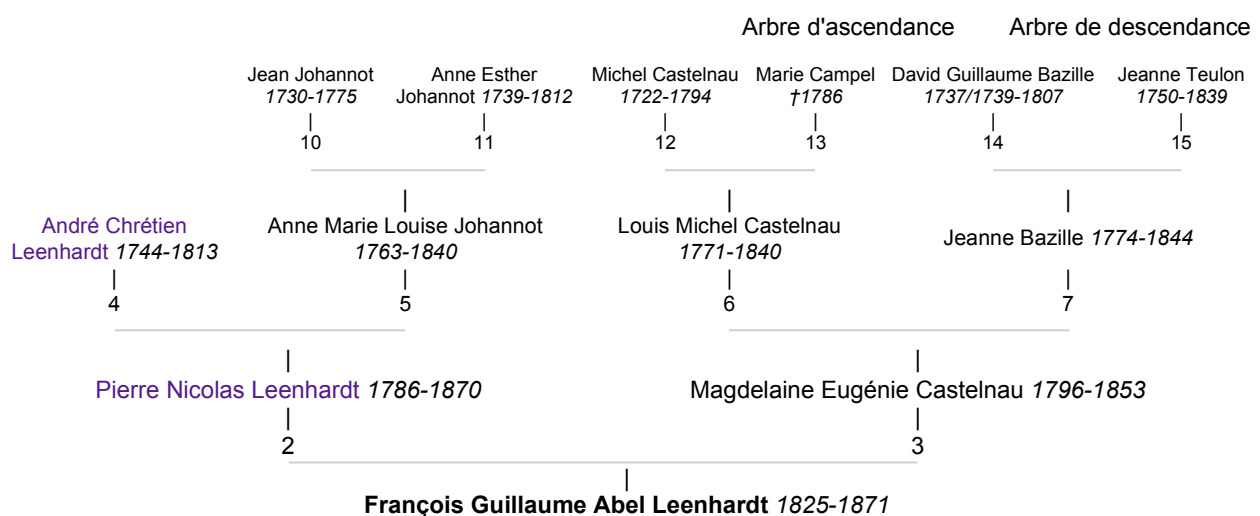 Arbre d'ascendance Arbre de descendance
Jean Johannot Anne Esther Michel Castelnau Marie Campel David Guillaume Bazille Jeanne Teulon
1730-1775 Johannot 1739-1812 1722-1794 †1786 1737/1739-1807 1750-1839
| | | | | |
10 11 12 13 14 15
| | |
André Chrétien Anne Marie Louise Johannot Louis Michel Castelnau Jeanne Bazille 1774-1844
Leenhardt 1744-1813 1763-1840 1771-1840
| | | |
4 5 6 7
| |
Pierre Nicolas Leenhardt 1786-1870 Magdelaine Eugénie Castelnau 1796-1853
| |
2 3
|
François Guillaume Abel Leenhardt 1825-1871